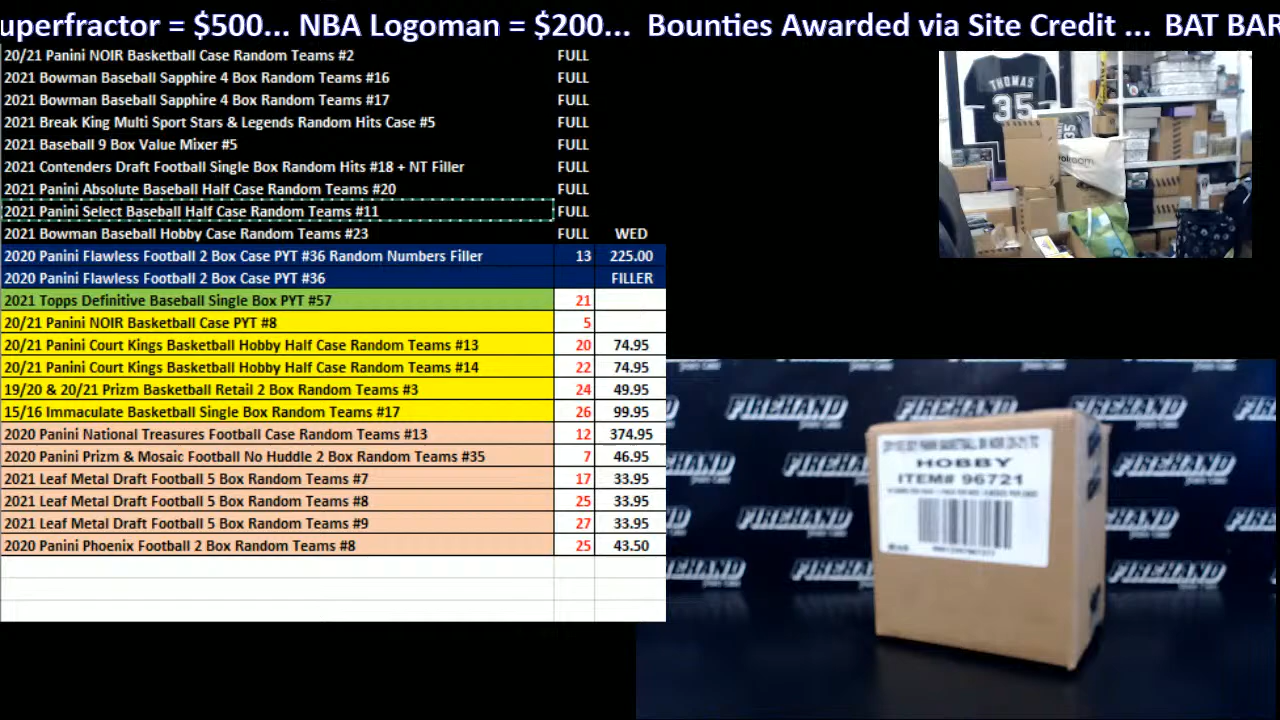 uperfractor = $500... NBA Logoman = $200... Bounties Awarded via Site Credit ... BAT BAR
20/21 Panini NOIR Basketball Case Random Teams #2 FULL
2021 Bowman Baseball Sapphire 4 Box Random Teams #16 FULL
2021 Bowman Baseball Sapphire 4 Box Random Teams #17 FULL
2021 Break King Multi Sport Stars & Legends Random Hits Case #5 FULL
2021 Baseball 9 Box Value Mixer #5 FULL
2021 Contenders Draft Football Single Box Random Hits #18 + NT Filler FULL
2021 Panini Absolute Baseball Half Case Random Teams #20 FULL
2021 Panini Select Baseball Half Case Random Teams #11 FULL
2021 Bowman Baseball Hobby Case Random Teams #23 FULL WED
2020 Panini Flawless Football 2 Box Case PYT #36 Random Numbers Filler 13 225.00
2020 Panini Flawless Football 2 Box Case PYT #36 FILLER
2021 Topps Definitive Baseball Single Box PYT #57 21
20/21 Panini NOIR Basketball Case PYT #8 5
20/21 Panini Court Kings Basketball Hobby Half Case Random Teams #13 20 74.95
20/21 Panini Court Kings Basketball Hobby Half Case Random Teams #14 22 74.95
19/20 & 20/21 Prizm Basketball Retail 2 Box Random Teams #3 24 49.95
15/16 Immaculate Basketball Single Box Random Teams #17 26 99.95
2020 Panini National Treasures Football Case Random Teams #13 12 374.95
2020 Panini Prizm & Mosaic Football No Huddle 2 Box Random Teams #35 7 46.95
2021 Leaf Metal Draft Football 5 Box Random Teams #7 17 33.95
2021 Leaf Metal Draft Football 5 Box Random Teams #8 25 33.95
2021 Leaf Metal Draft Football 5 Box Random Teams #9 27 33.95
2020 Panini Phoenix Football 2 Box Random Teams #8 25 43.50
THOMAS
35
35
FIREHAND
FIREHAND
FIREHAND
FIREHAND
FIREHAND
FIREHAND
FIREHAND
FIREHAND
HOBBY
ITEM# 96721